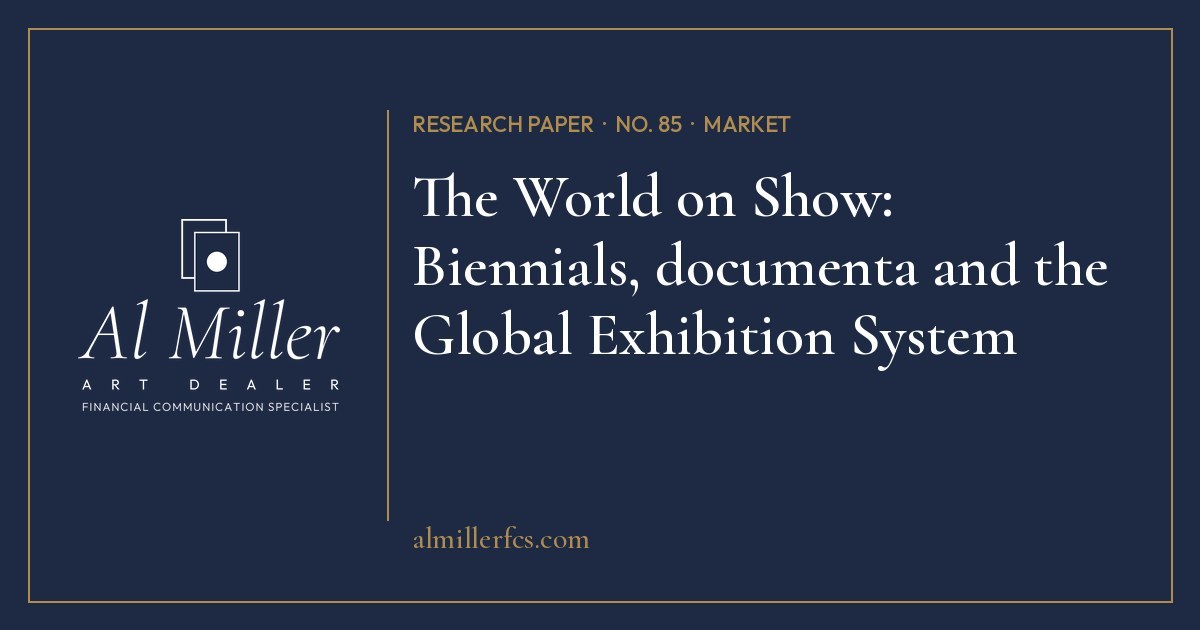 Al Miller
ART DEALER
FINANCIAL COMMUNICATION SPECIALIST
RESEARCH PAPER · NO. 85 · MARKET
The World on Show:
Biennials, documenta and the
Global Exhibition System
almillerfcs.com